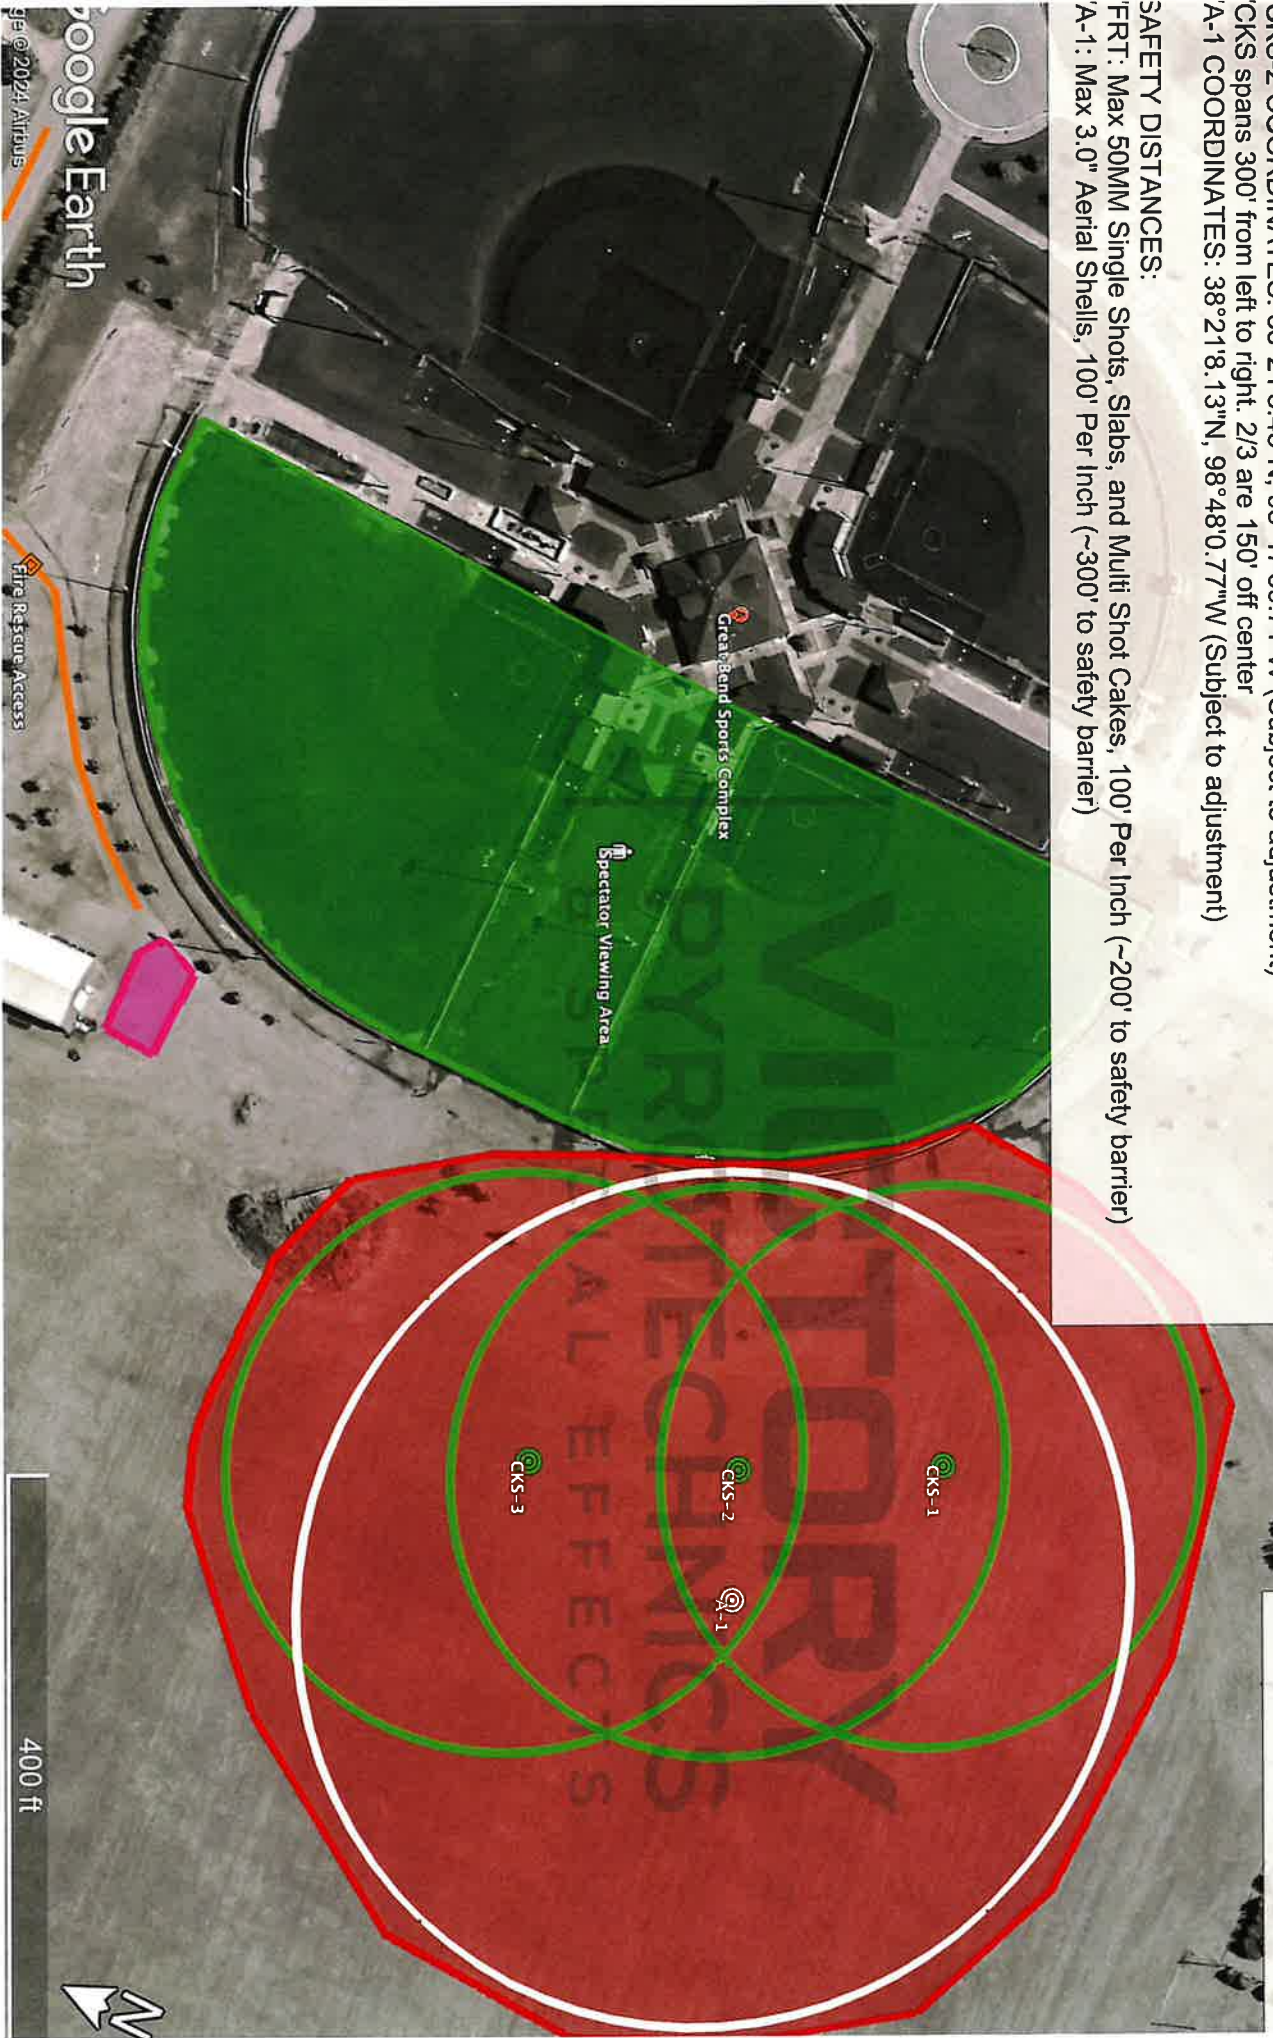 'CKS spans 300' from left to right. 2/3 are 150' off center
'A-1 COORDINATES: 38°21'8.13"N, 98°48'0.77"W (Subject to adjustment)
SAFETY DISTANCES:
'FRT: Max 50MM Single Shots, Slabs, and Multi Shot Cakes, 100' Per Inch (~200' to safety barrier)
'A-1: Max 3.0" Aerial Shells, 100' Per Inch (~300' to safety barrier)
Great Bend Sports Complex
Spectator Viewing Area
VICTORY
PYROTECHNICS
& SPECIAL EFFECTS
CKS-1
CKS-2
CKS-3
A-1
Fire Rescue Access
Google Earth
© 2024 Airbus
400 ft
N